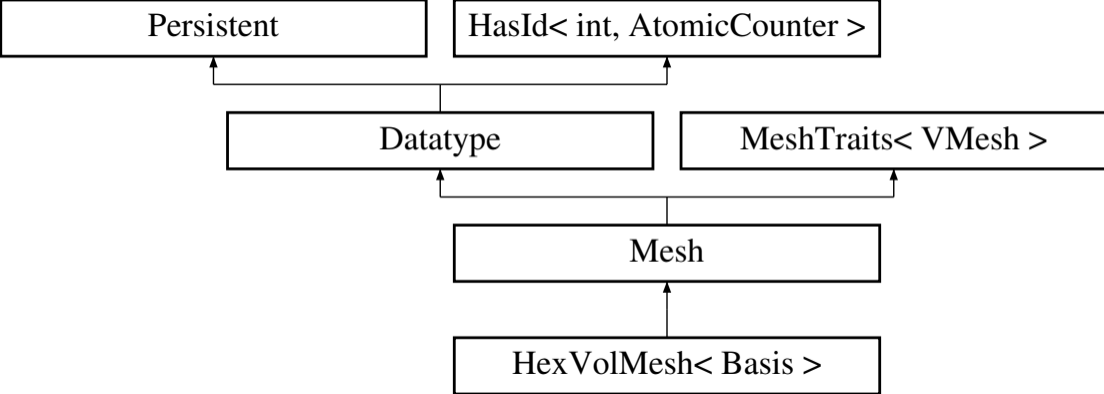 Persistent
HasId< int, AtomicCounter >
Datatype
MeshTraits< VMesh >
Mesh
HexVolMesh< Basis >